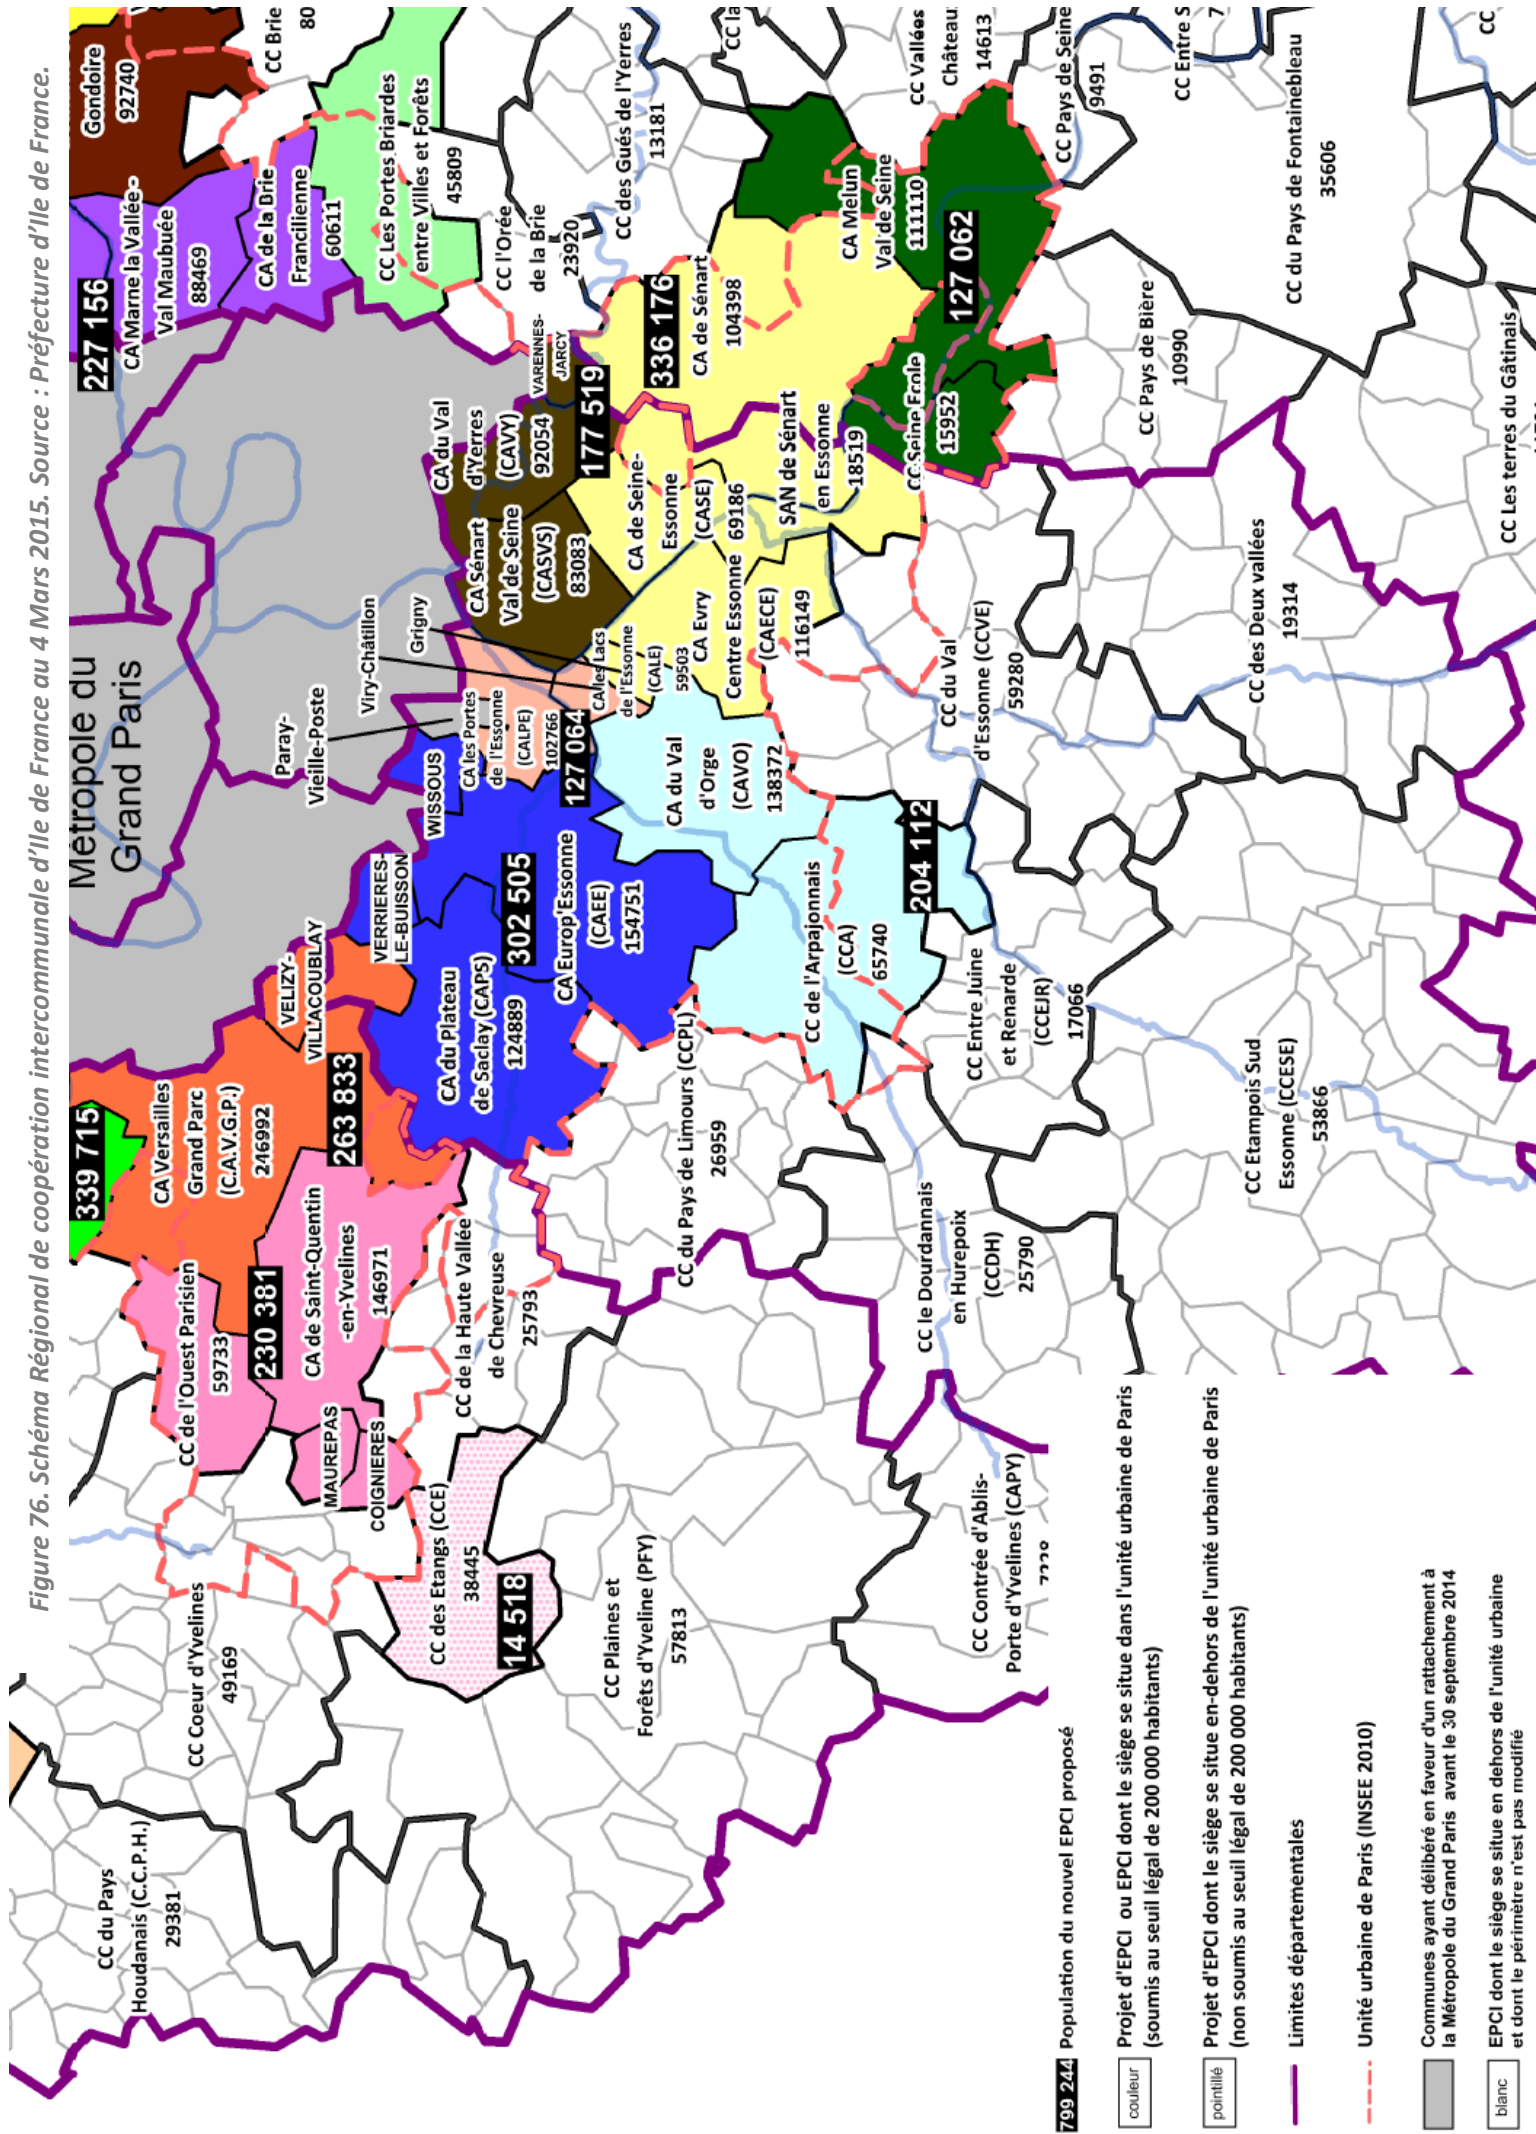 Figure 76. Schéma Régional de coopération intercommunale d'Ile de France au 4 Mars 2015. Source : Préfecture d'Ile de France.
339 715
Métropole du
Grand Paris
227 156
Gondoire
92740
CA Marne la Vallée -
Val Maubuée
88469
CC Brie
80
CA de la Brie
Francilienne
60611
CC Les Portes Briardes
entre Villes et Forêts
45809
CC l'Orée
de la Brie
23920
CC des Gués de l'Yerres
13181
CC la
CC Vallées
Château
14613
CC Pays de Seine
9491
CC Entre S
7
CC du Pays de Fontainebleau
35606
CC
CA Versailles
Grand Parc
(C.A.V.G.P.)
246992
263 833
VELIZY-
VILLACOUBLAY
VERRIERES-
LE-BUISSON
WISSOUS
Paray-
Vieille-Poste
Viry-Châtillon
Grigny
CC de l'Ouest Parisien
59733
230 381
CA de Saint-Quentin
-en-Yvelines
146971
MAUREPAS
COIGNIERES
CA du Plateau
de Saclay (CAPS)
124889
302 505
CA Europ'Essonne
(CAEE)
154751
CA les Portes
de l'Essonne
(CALPE)
102766
127 064
CA les Lacs
de l'Essonne
(CALE)
59503
CA Sénart
Val de Seine
(CASVS)
83083
CA du Val
d'Yerres
(CAVY)
92054
177 519
VARENNES-
JARCY
336 176
CA de Sénart
104398
CA de Seine-
Essonne
(CASE)
69186
SAN de Sénart
en Essonne
18519
CA Evry
Centre Essonne
(CAECE)
116149
CA Melun
Val de Seine
111110
127 062
CC Seine Ecole
15952
CC Pays de Bière
10990
CC Les terres du Gâtinais
CA du Val
d'Orge
(CAVO)
138372
204 112
CC de l'Arpajonnais
(CCA)
65740
CC du Val
d'Essonne (CCVE)
59280
CC des Deux vallées
19314
CC Entre Juine
et Renarde
(CCEJR)
17066
CC Etampois Sud
Essonne (CCESE)
53866
CC du Pays de Limours (CCPL)
26959
CC le Dourdannais
en Hurepoix
(CCDH)
25790
CC de la Haute Vallée
de Chevreuse
25793
CC des Etangs (CCE)
38445
14 518
CC Plaines et
Forêts d'Yveline (PFY)
57813
CC Contrée d'Ablis-
Porte d'Yvelines (CAPY)
CC Coeur d'Yvelines
49169
CC du Pays
Houdanais (C.C.P.H.)
29381
799 244 Population du nouvel EPCI proposé
couleur Projet d'EPCI ou EPCI dont le siège se situe dans l'unité urbaine de Paris
(soumis au seuil légal de 200 000 habitants)
pointillé Projet d'EPCI dont le siège se situe en-dehors de l'unité urbaine de Paris
(non soumis au seuil légal de 200 000 habitants)
Limites départementales
Unité urbaine de Paris (INSEE 2010)
Communes ayant délibéré en faveur d'un rattachement à
la Métropole du Grand Paris avant le 30 septembre 2014
blanc EPCI dont le siège se situe en dehors de l'unité urbaine
et dont le périmètre n'est pas modifié